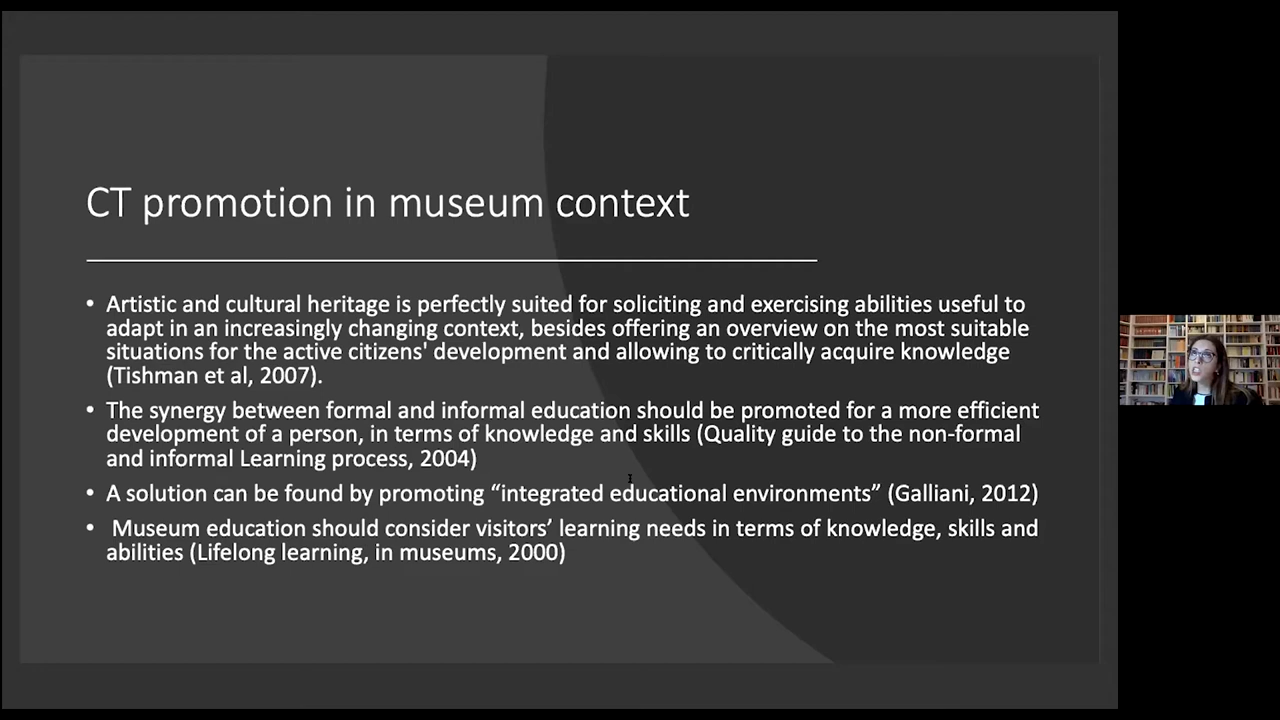 CT promotion in museum context
• Artistic and cultural heritage is perfectly suited for soliciting and exercising abilities useful to
adapt in an increasingly changing context, besides offering an overview on the most suitable
situations for the active citizens' development and allowing to critically acquire knowledge
(Tishman et al, 2007).
• The synergy between formal and informal education should be promoted for a more efficient
development of a person, in terms of knowledge and skills (Quality guide to the non-formal
and informal Learning process, 2004)
• A solution can be found by promoting “integrated educational environments” (Galliani, 2012)
• Museum education should consider visitors’ learning needs in terms of knowledge, skills and
abilities (Lifelong learning, in museums, 2000)